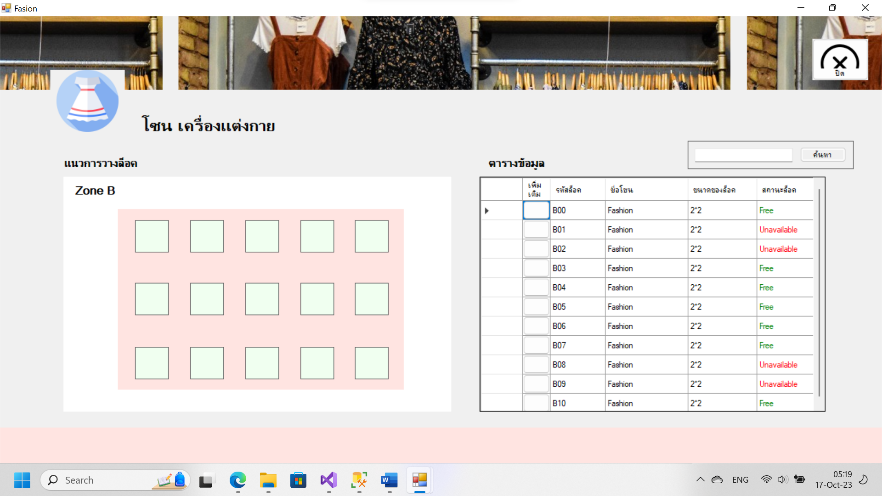 Fasion
ปิด
โซน เครื่องแต่งกาย
แนวการวางล็อค
Zone B
ตารางข้อมูล
ค้นหา
เพิ่มเติม รหัสล็อค ชื่อโซน ขนาดของล็อค สถานะล็อค
B00 Fashion 2*2 Free
B01 Fashion 2*2 Unavailable
B02 Fashion 2*2 Unavailable
B03 Fashion 2*2 Free
B04 Fashion 2*2 Free
B05 Fashion 2*2 Free
B06 Fashion 2*2 Free
B07 Fashion 2*2 Free
B08 Fashion 2*2 Unavailable
B09 Fashion 2*2 Unavailable
B10 Fashion 2*2 Free
Search
ENG
05:19
17-Oct-23